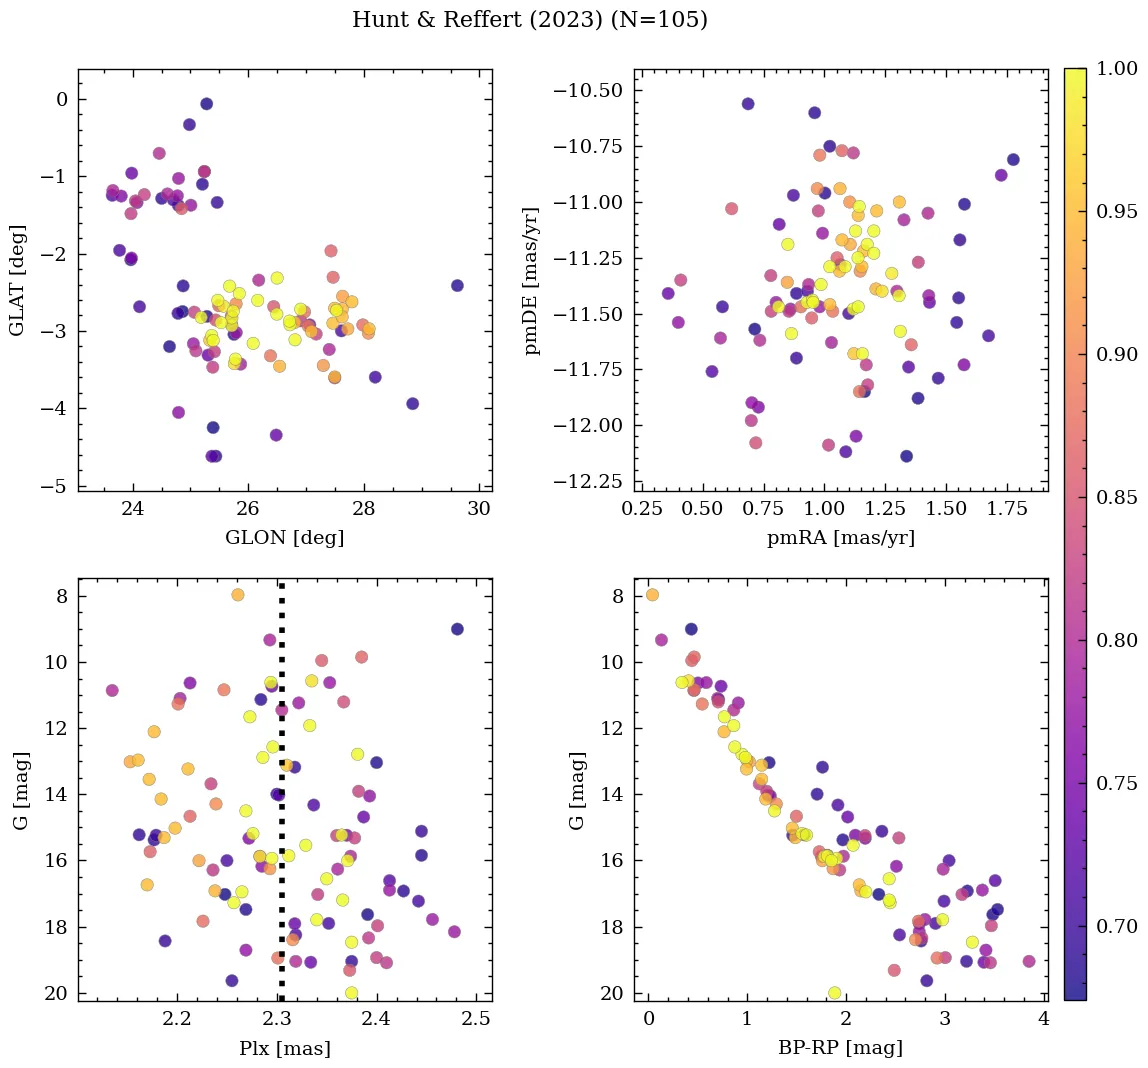 Hunt & Reffert (2023) (N=105)
0
−1
−2
−3
−4
−5
GLAT [deg]
24 26 28 30
GLON [deg]
−10.50
−10.75
−11.00
−11.25
−11.50
−11.75
−12.00
−12.25
pmDE [mas/yr]
0.25 0.50 0.75 1.00 1.25 1.50 1.75
pmRA [mas/yr]
8
10
12
14
16
18
20
G [mag]
2.2 2.3 2.4 2.5
Plx [mas]
8
10
12
14
16
18
20
G [mag]
0 1 2 3 4
BP-RP [mag]
1.00
0.95
0.90
0.85
0.80
0.75
0.70